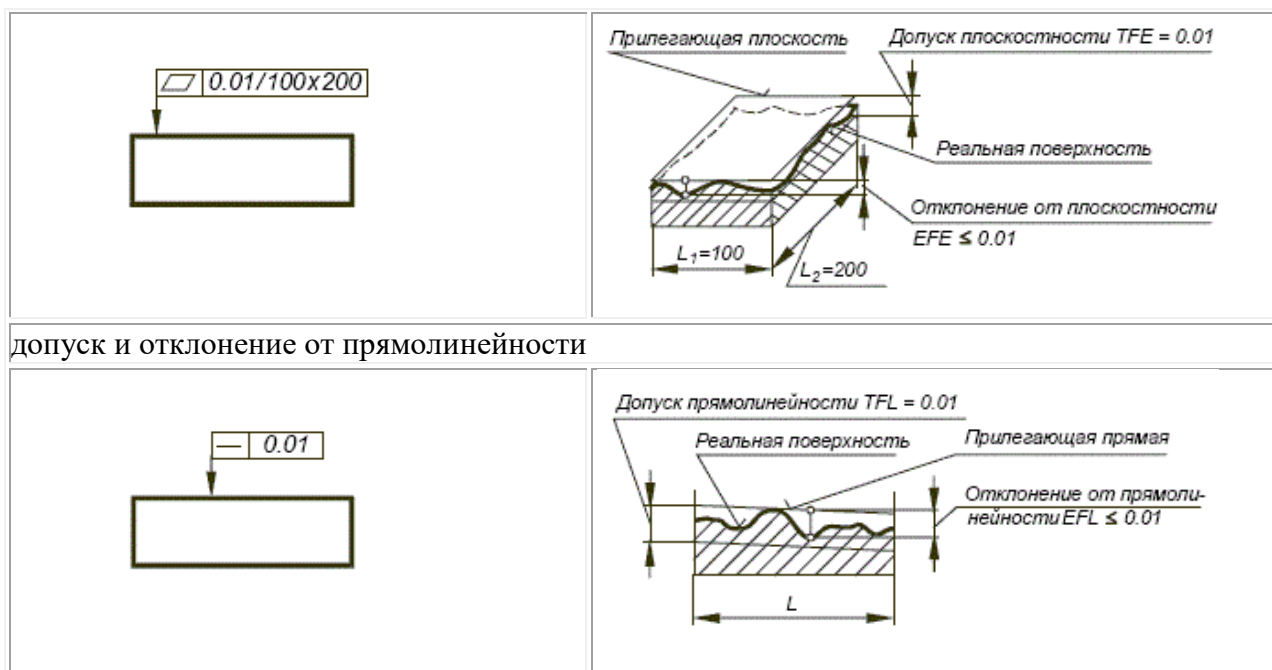 0.01/100x200
Прилегающая плоскость
Допуск плоскостности TFE = 0.01
Реальная поверхность
Отклонение от плоскостности
EFE ≤ 0.01
L1=100
L2=200
допуск и отклонение от прямолинейности
0.01
Допуск прямолинейности TFL = 0.01
Реальная поверхность
Прилегающая прямая
Отклонение от прямоли-
нейности EFL ≤ 0.01
L